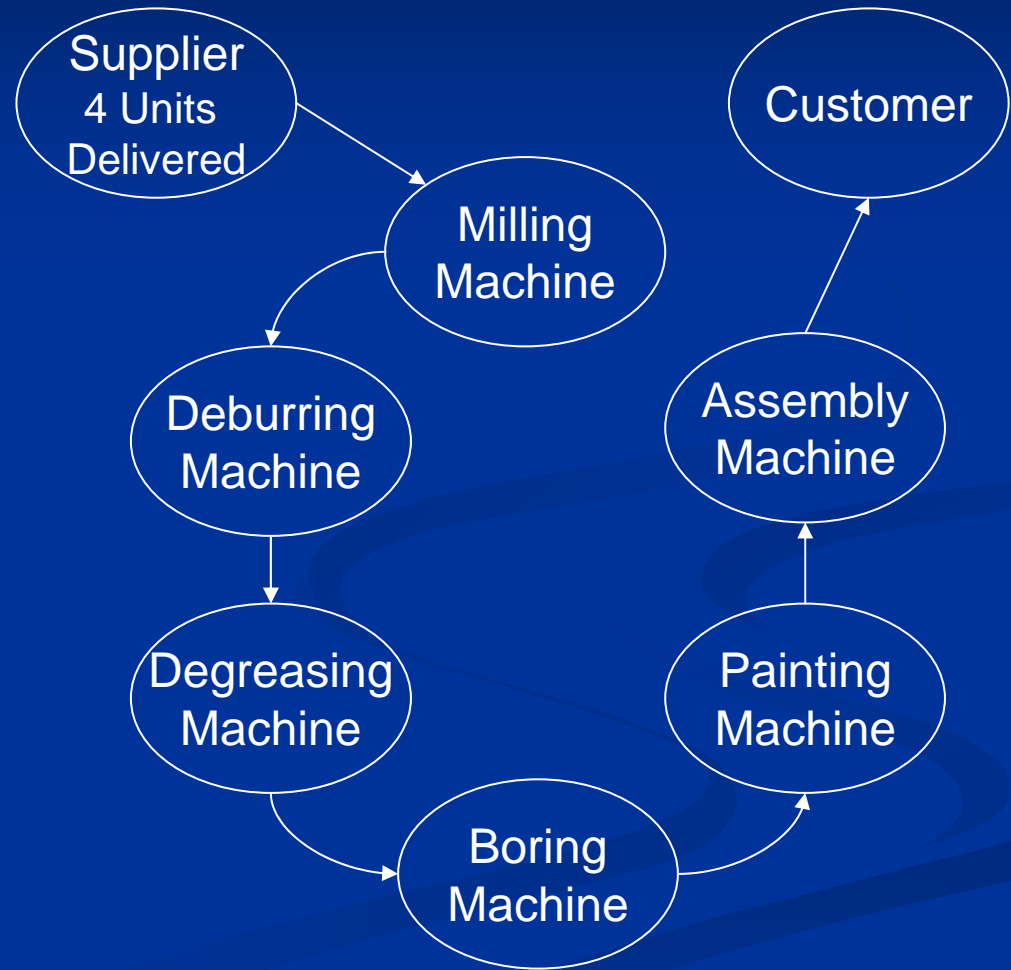 Supplier
4 Units
Delivered
Milling
Machine
Deburring
Machine
Degreasing
Machine
Boring
Machine
Painting
Machine
Assembly
Machine
Customer